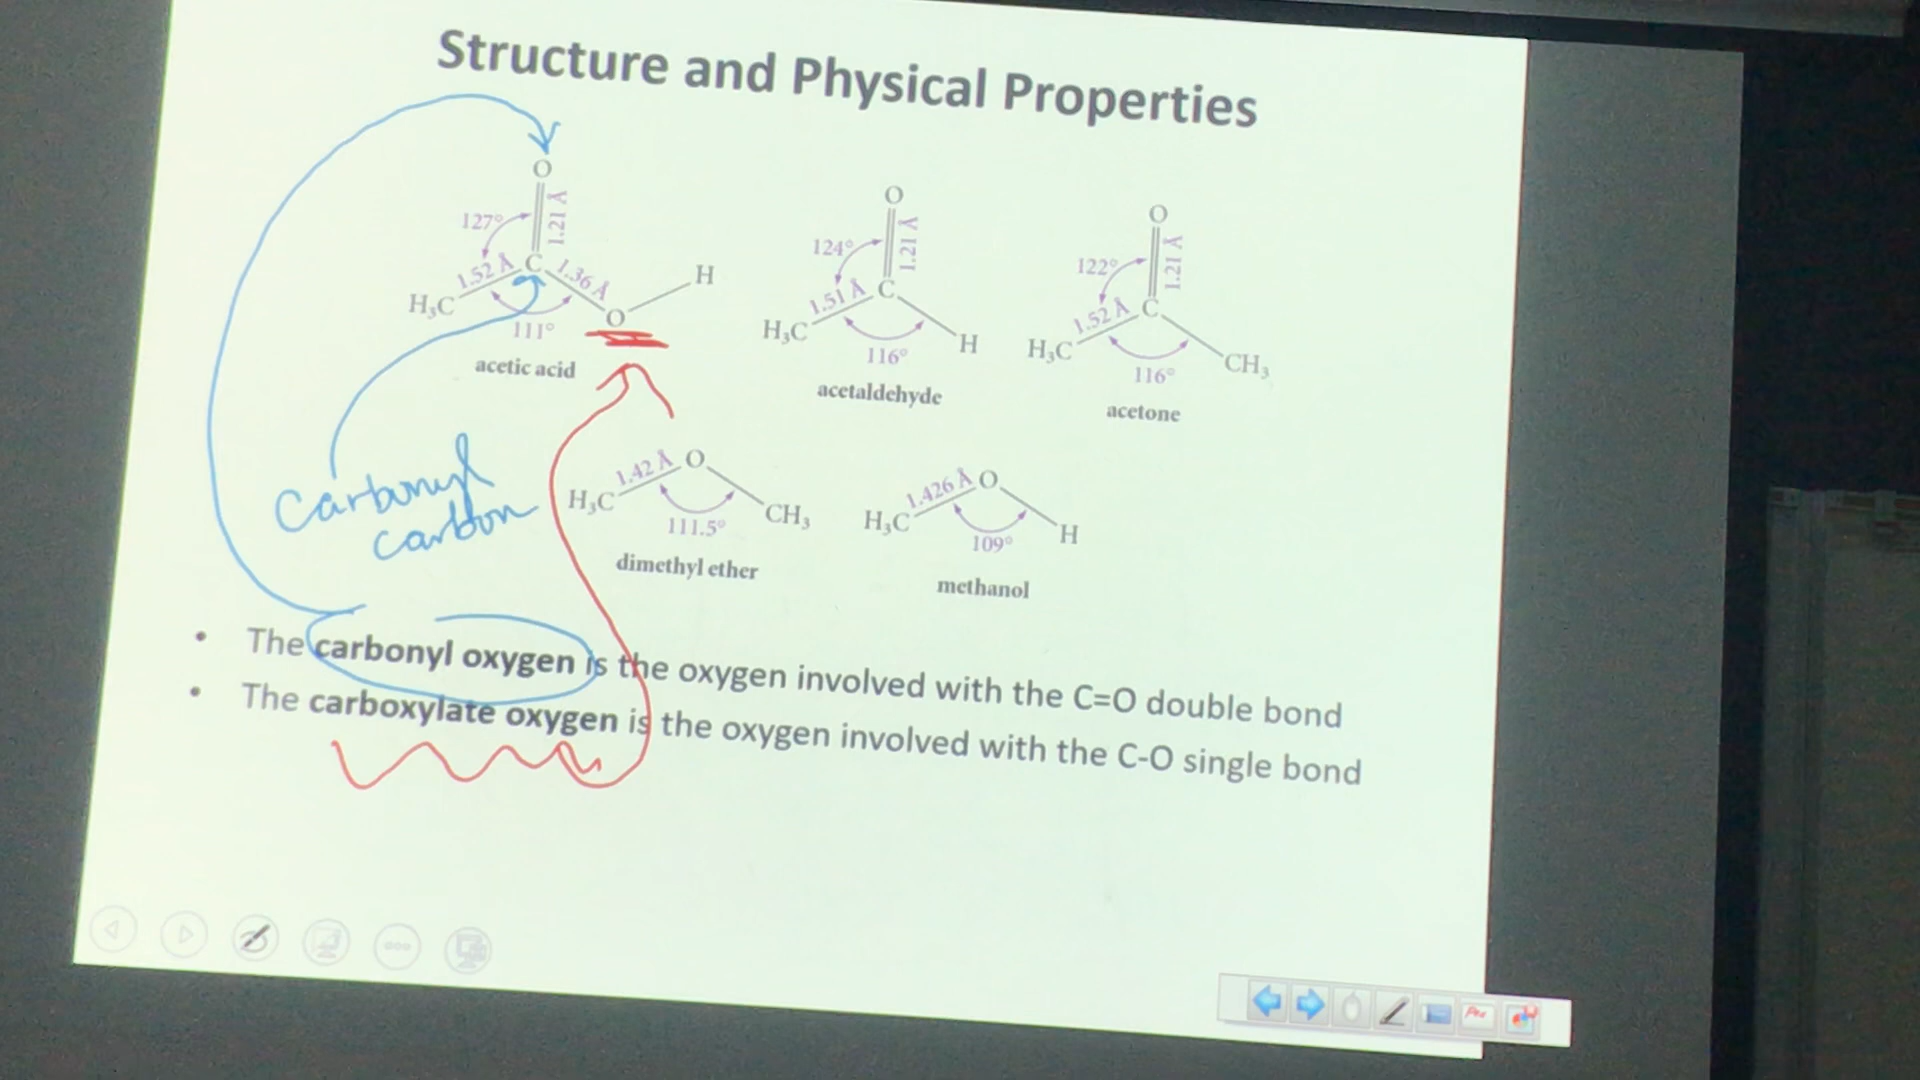 Structure and Physical Properties
O
127°
1.21 Å
1.52 Å
C
1.36 Å
H
H₃C
O
111°
acetic acid
O
124°
1.21 Å
1.51 Å
C
H₃C
H
116°
acetaldehyde
O
122°
1.21 Å
1.52 Å
C
H₃C
CH₃
116°
acetone
Carbonyl
carbon
1.42 Å
O
H₃C
CH₃
111.5°
dimethyl ether
1.426 Å
O
H₃C
H
109°
methanol
• The carbonyl oxygen is the oxygen involved with the C=O double bond
• The carboxylate oxygen is the oxygen involved with the C-O single bond